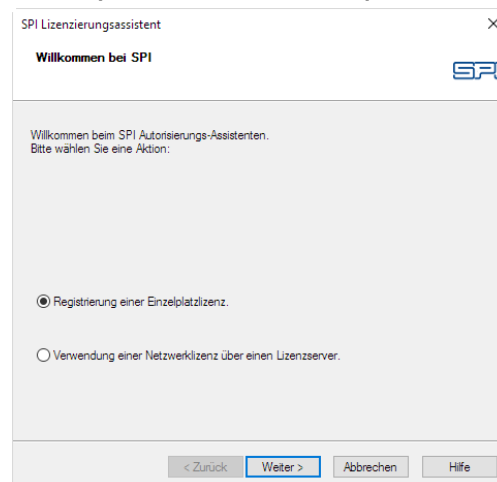 SPI Lizenzierungsassistent
Willkommen bei SPI
SPI
Willkommen beim SPI Autorisierungs-Assistenten.
Bitte wählen Sie eine Aktion:
Registrierung einer Einzelplatzlizenz.
Verwendung einer Netzwerklizenz über einen Lizenzserver.
< Zurück Weiter > Abbrechen Hilfe